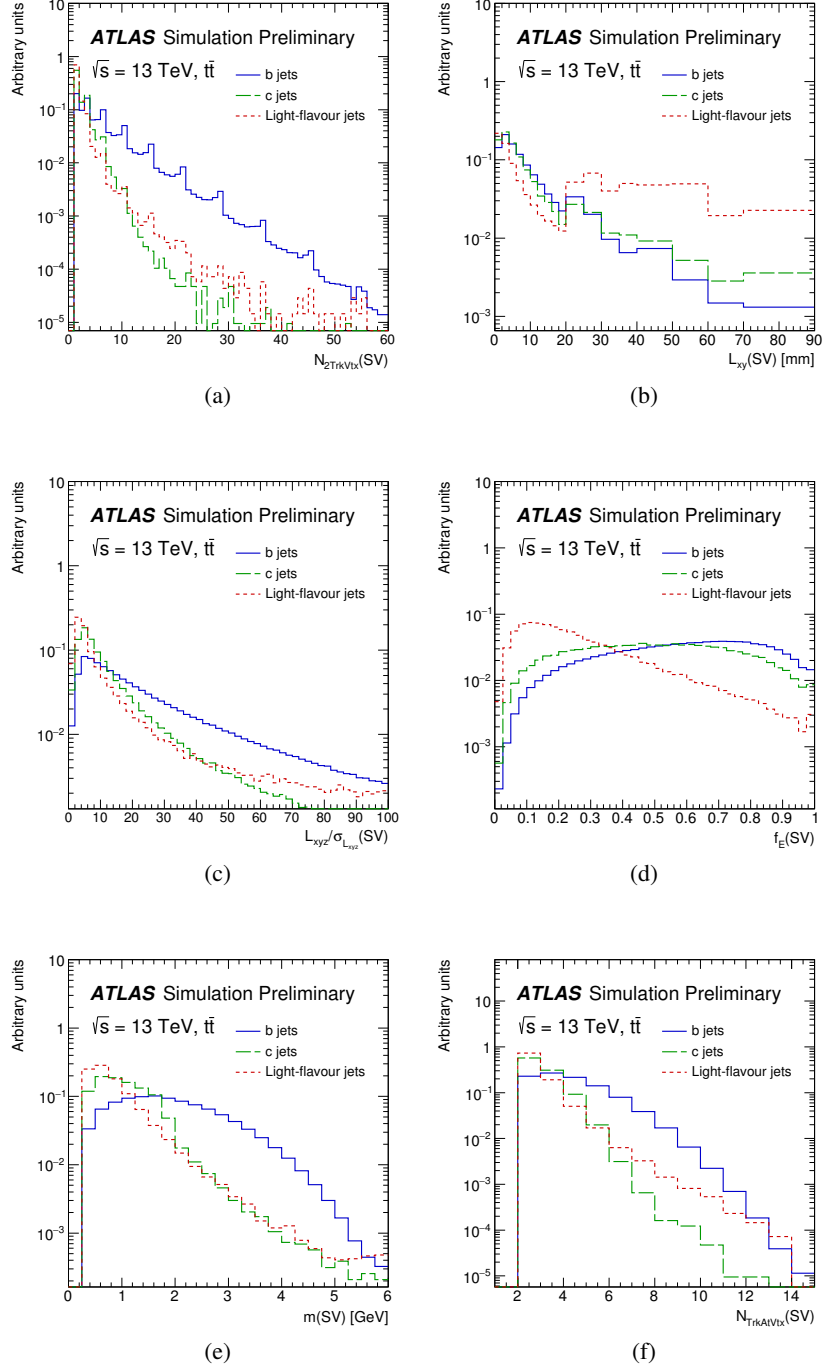 Arbitrary units
10
1
10⁻¹
10⁻²
10⁻³
10⁻⁴
10⁻⁵
ATLAS Simulation Preliminary
√s = 13 TeV, tt̄
b jets
c jets
Light-flavour jets
0 10 20 30 40 50 60
N2TrkVtx(SV)
(a)
Arbitrary units
10
1
10⁻¹
10⁻²
10⁻³
ATLAS Simulation Preliminary
√s = 13 TeV, tt̄
b jets
c jets
Light-flavour jets
0 10 20 30 40 50 60 70 80 90
Lxy(SV) [mm]
(b)
Arbitrary units
10
1
10⁻¹
10⁻²
ATLAS Simulation Preliminary
√s = 13 TeV, tt̄
b jets
c jets
Light-flavour jets
0 10 20 30 40 50 60 70 80 90 100
Lxyz/σLxyz(SV)
(c)
Arbitrary units
10
1
10⁻¹
10⁻²
10⁻³
ATLAS Simulation Preliminary
√s = 13 TeV, tt̄
b jets
c jets
Light-flavour jets
0 0.1 0.2 0.3 0.4 0.5 0.6 0.7 0.8 0.9 1
fE(SV)
(d)
Arbitrary units
10
1
10⁻¹
10⁻²
10⁻³
ATLAS Simulation Preliminary
√s = 13 TeV, tt̄
b jets
c jets
Light-flavour jets
0 1 2 3 4 5 6
m(SV) [GeV]
(e)
Arbitrary units
10
1
10⁻¹
10⁻²
10⁻³
10⁻⁴
10⁻⁵
ATLAS Simulation Preliminary
√s = 13 TeV, tt̄
b jets
c jets
Light-flavour jets
2 4 6 8 10 12 14
NTrkAtVtx(SV)
(f)